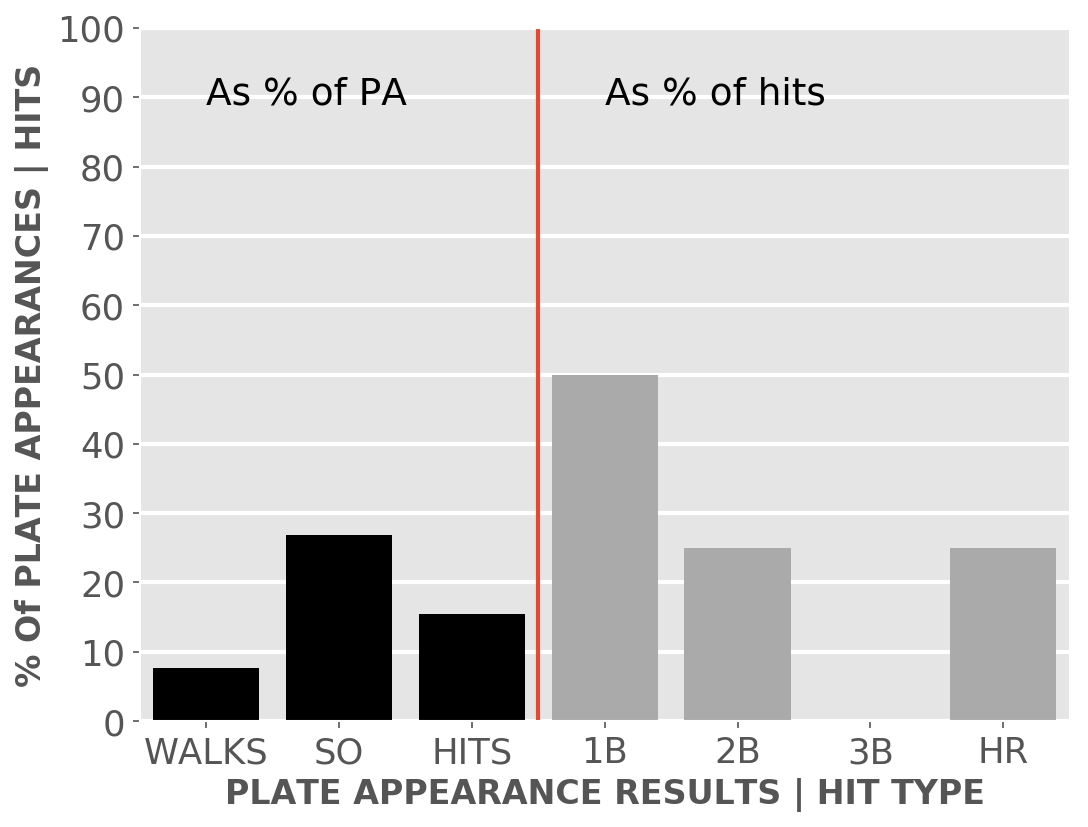 100
90
80
70
60
50
40
30
20
10
0
% Of PLATE APPEARANCES | HITS
As % of PA
As % of hits
WALKS SO HITS 1B 2B 3B HR
PLATE APPEARANCE RESULTS | HIT TYPE